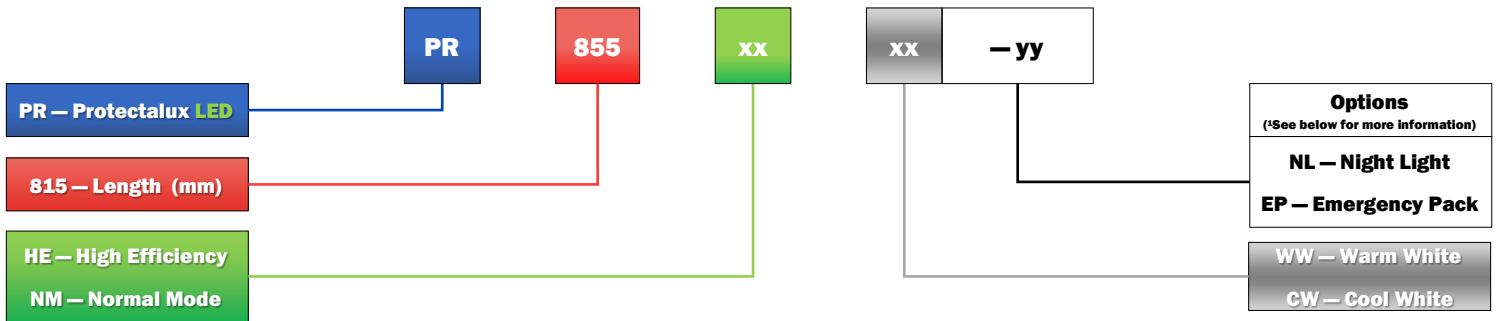 PR
855
xx
xx
— yy
PR — Protectalux LED
815 — Length (mm)
HE — High Efficiency
NM — Normal Mode
Options
(¹See below for more information)
NL — Night Light
EP — Emergency Pack
WW — Warm White
CW — Cool White